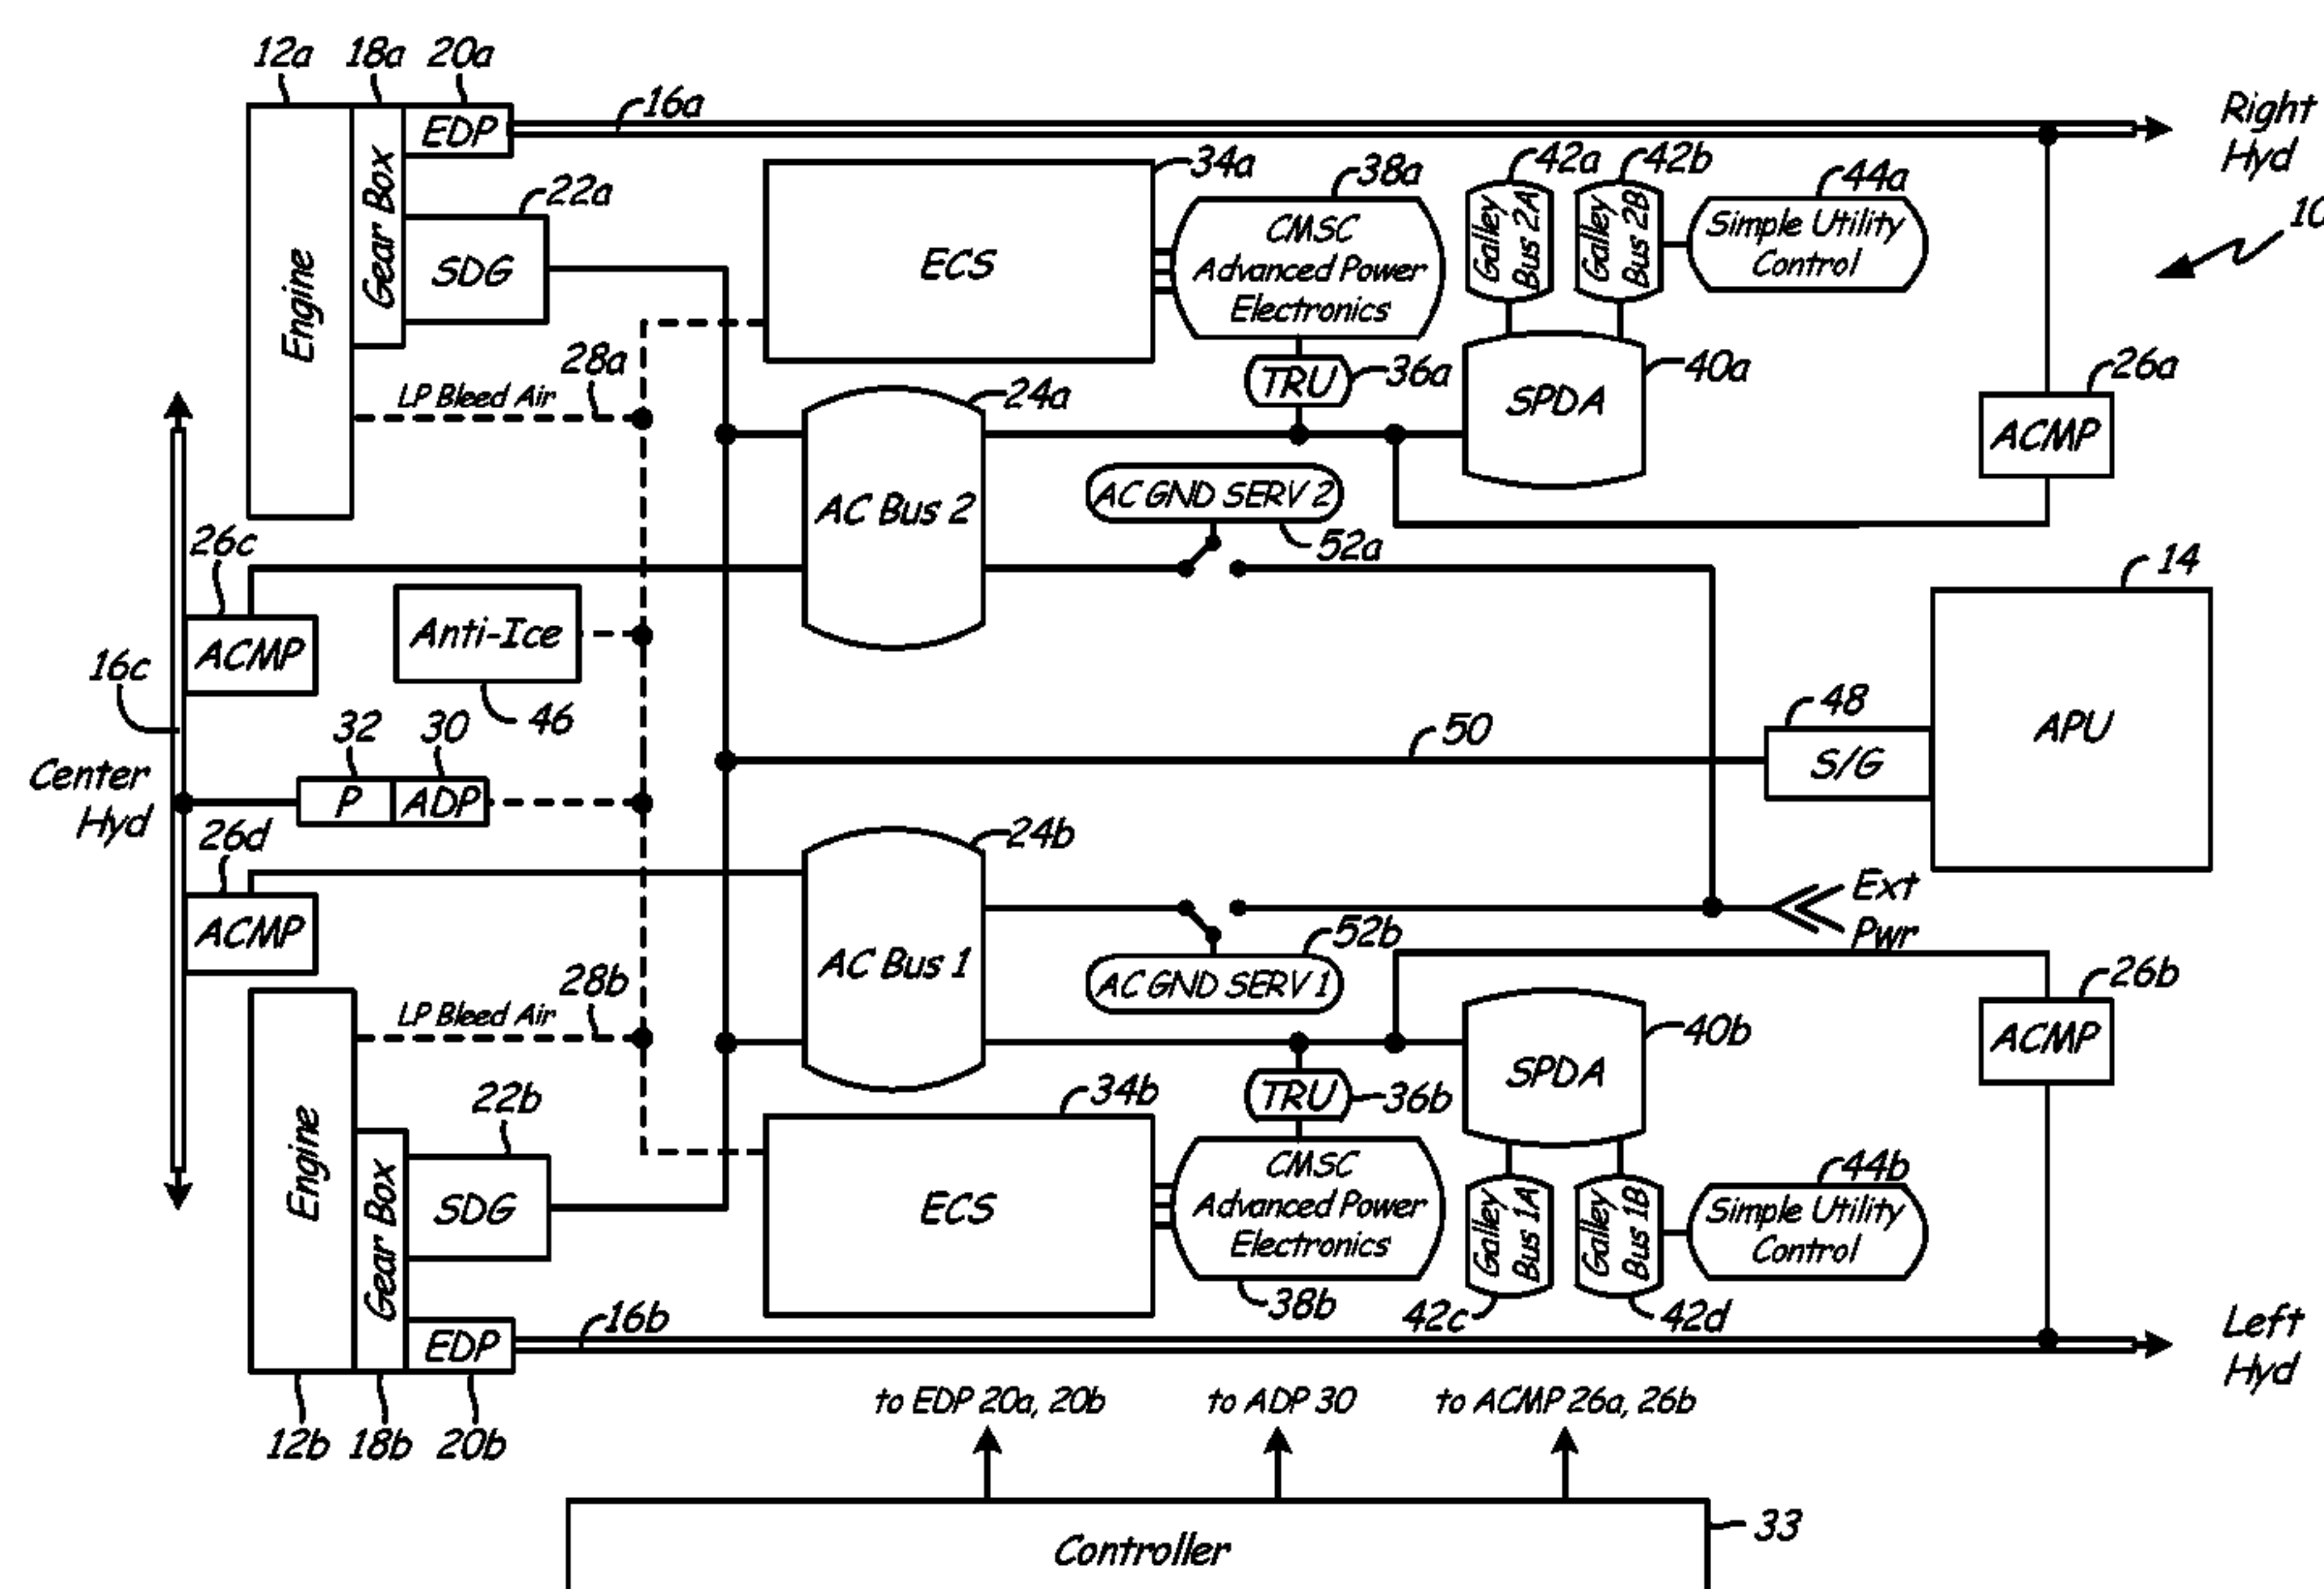 12a
18a
20a
EDP
16a
Right
Hyd
Engine
Gear Box
22a
SDG
34a
ECS
38a
CMSC
Advanced Power
Electronics
42a
42b
Galley
Bus 2A
Galley
Bus 2B
44a
Simple Utility
Control
10
28a
LP Bleed Air
24a
TRU
36a
SPDA
40a
26a
ACMP
AC Bus 2
AC GND SERV 2
52a
14
26c
ACMP
Anti-Ice
46
16c
32
30
P
ADP
Center
Hyd
50
48
S/G
APU
26d
ACMP
24b
AC Bus 1
Ext
Pwr
52b
AC GND SERV 1
26b
ACMP
28b
LP Bleed Air
40b
SPDA
TRU
36b
34b
ECS
CMSC
Advanced Power
Electronics
38b
Galley
Bus 1A
Galley
Bus 1B
42c
42d
44b
Simple Utility
Control
Engine
Gear Box
22b
SDG
EDP
16b
Left
Hyd
12b
18b
20b
to EDP 20a, 20b
to ADP 30
to ACMP 26a, 26b
Controller
33